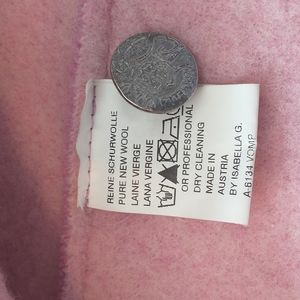 REINE SCHURWOLLE
PURE NEW WOOL
LAINE VIERGE
LANA VERGINE
OR PROFESSIONAL
DRY CLEANING
MADE IN
AUSTRIA
BY ISABELLA G.
A-6134 VOMP